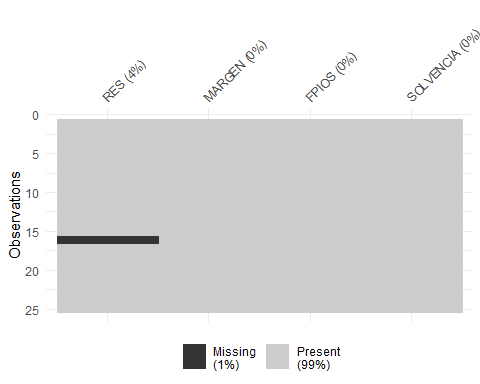 RES (4%)
MARGEN (0%)
FPIOS (0%)
SOLVENCIA (0%)
0
5
10
15
20
25
Observations
Missing
(1%)
Present
(99%)